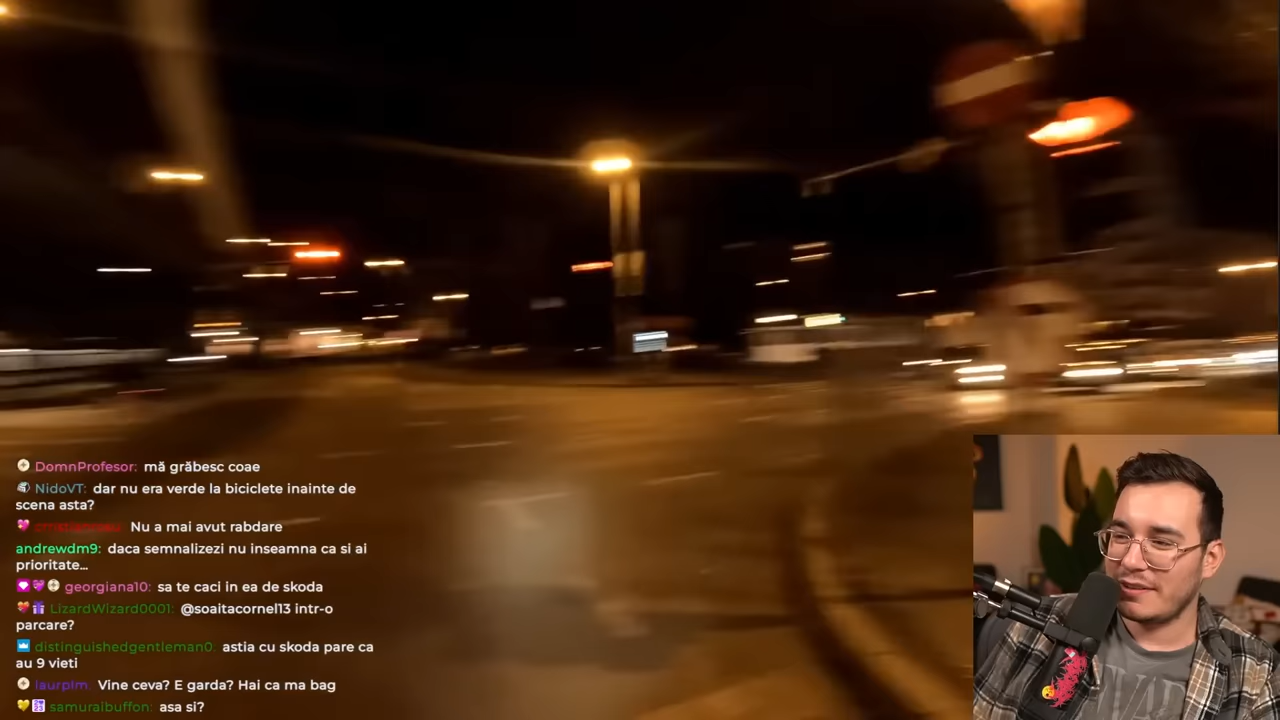 DomnProfesor: mă grăbesc coae
NidoVT: dar nu era verde la biciclete inainte de
scena asta?
Nu a mai avut rabdare
andrewdm9: daca semnalizezi nu inseamna ca si ai
prioritate...
georgiana10: sa te caci in ea de skoda
LizardWizard0001: @soaitacornel13 intr-o
parcare?
distinguishedgentleman0: astia cu skoda pare ca
au 9 vieti
laurplm: Vine ceva? E garda? Hai ca ma bag
samuraibuffon: asa si?